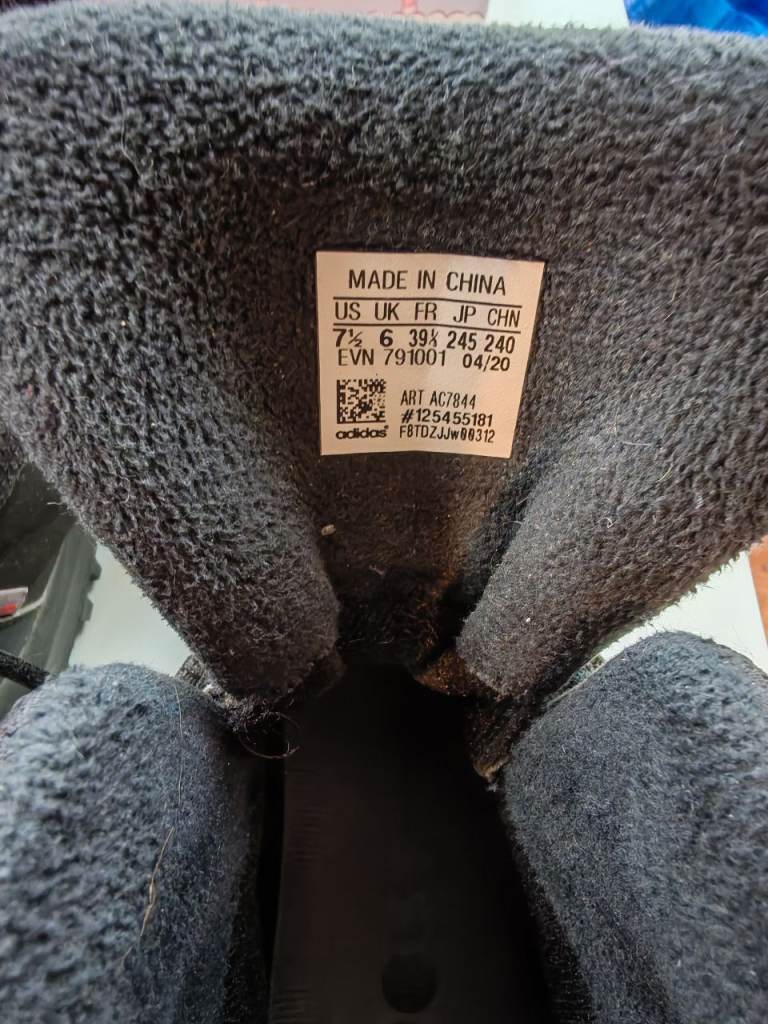 MADE IN CHINA
US UK FR JP CHN
7½ 6 39⅓ 245 240
EVN 791001 04/20
ART AC7844
#125455181
adidas F8TDZJJw00312